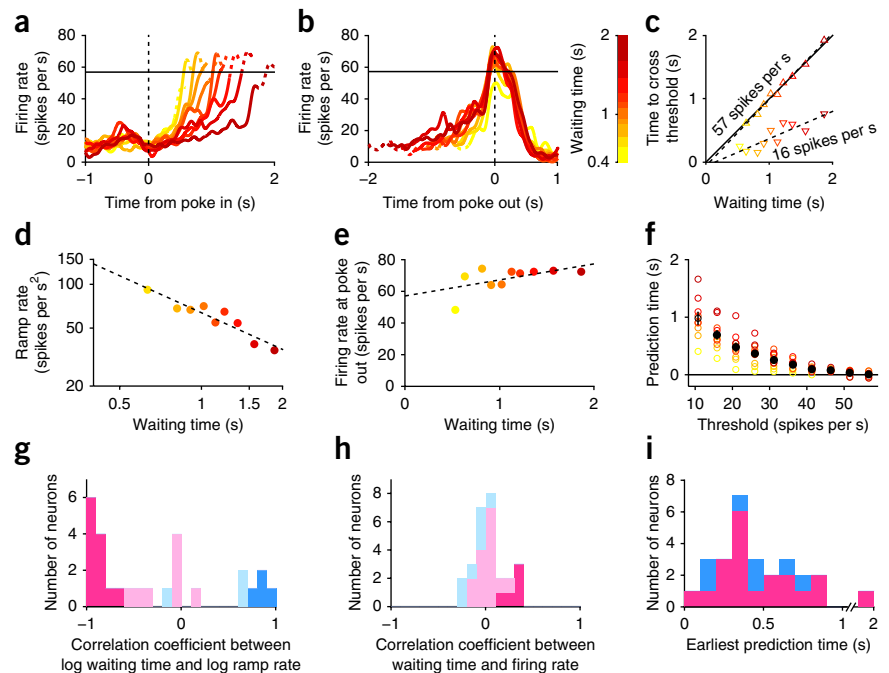 a
Firing rate
(spikes per s)
80
60
40
20
0
−1
0
1
2
Time from poke in (s)
b
Firing rate
(spikes per s)
80
60
40
20
0
−2
−1
0
1
Time from poke out (s)
Waiting time (s)
2
1
0.4
c
Time to cross
threshold (s)
2
1
0
0
1
2
57 spikes per s
16 spikes per s
Waiting time (s)
d
Ramp rate
(spikes per s²)
150
100
50
20
0.5
1
2
Waiting time (s)
e
Firing rate at poke
out (spikes per s)
80
60
40
20
0
0
1
2
Waiting time (s)
f
Prediction time (s)
2
1
0
10
20
30
40
50
Threshold (spikes per s)
g
Number of neurons
6
4
2
0
−1
0
1
Correlation coefficient between
log waiting time and log ramp rate
h
Number of neurons
8
6
4
2
0
−1
0
1
Correlation coefficient between
waiting time and firing rate
i
Number of neurons
8
6
4
2
0
0
0.5
1
2
Earliest prediction time (s)